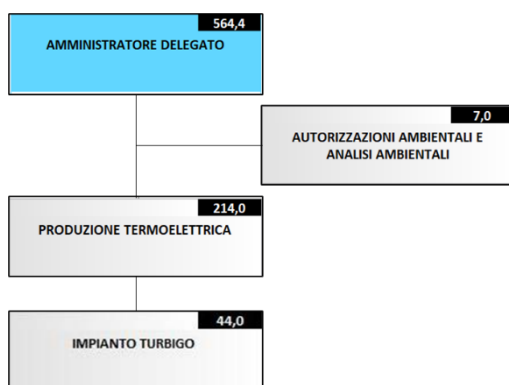 564,4
AMMINISTRATORE DELEGATO
7,0
AUTORIZZAZIONI AMBIENTALI E
ANALISI AMBIENTALI
214,0
PRODUZIONE TERMOELETTRICA
44,0
IMPIANTO TURBIGO